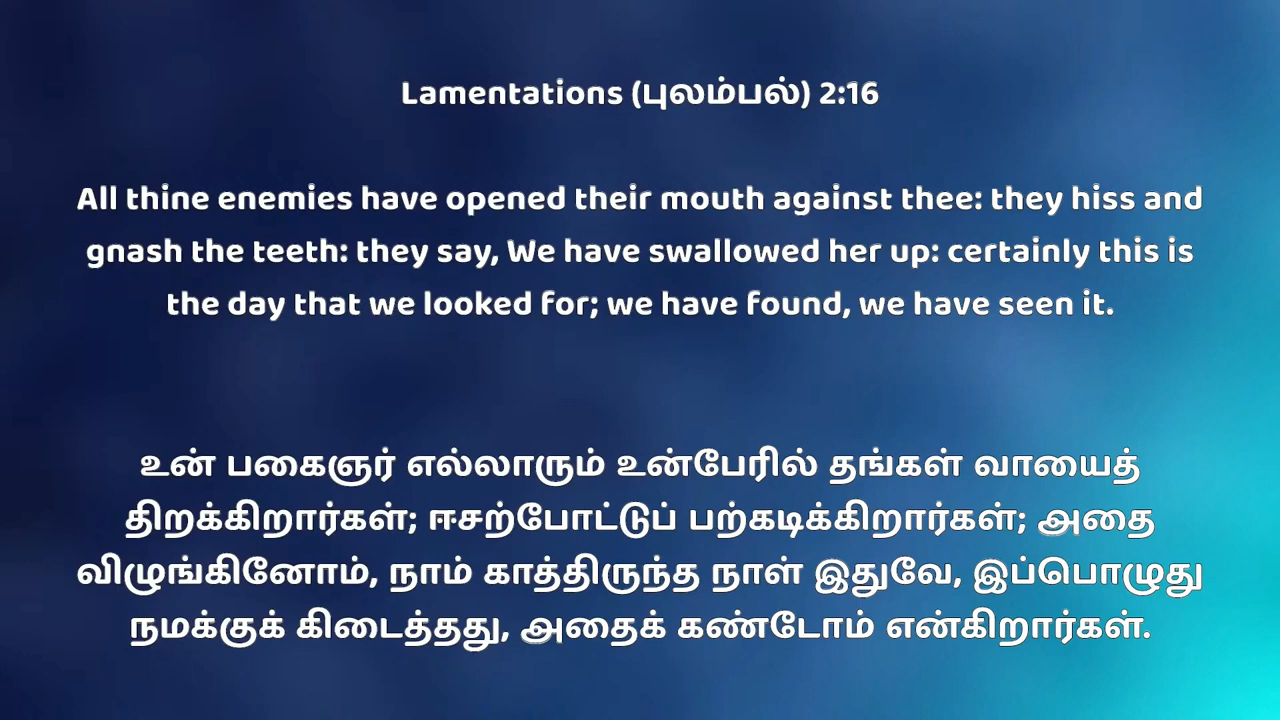 Lamentations (புலம்பல்) 2:16
All thine enemies have opened their mouth against thee: they hiss and
gnash the teeth: they say, We have swallowed her up: certainly this is
the day that we looked for; we have found, we have seen it.
உன் பகைஞர் எல்லாரும் உன்பேரில் தங்கள் வாயைத்
திறக்கிறார்கள்; ஈசற்போட்டுப் பற்கடிக்கிறார்கள்; அதை
விழுங்கினோம், நாம் காத்திருந்த நாள் இதுவே, இப்பொழுது
நமக்குக் கிடைத்தது, அதைக் கண்டோம் என்கிறார்கள்.